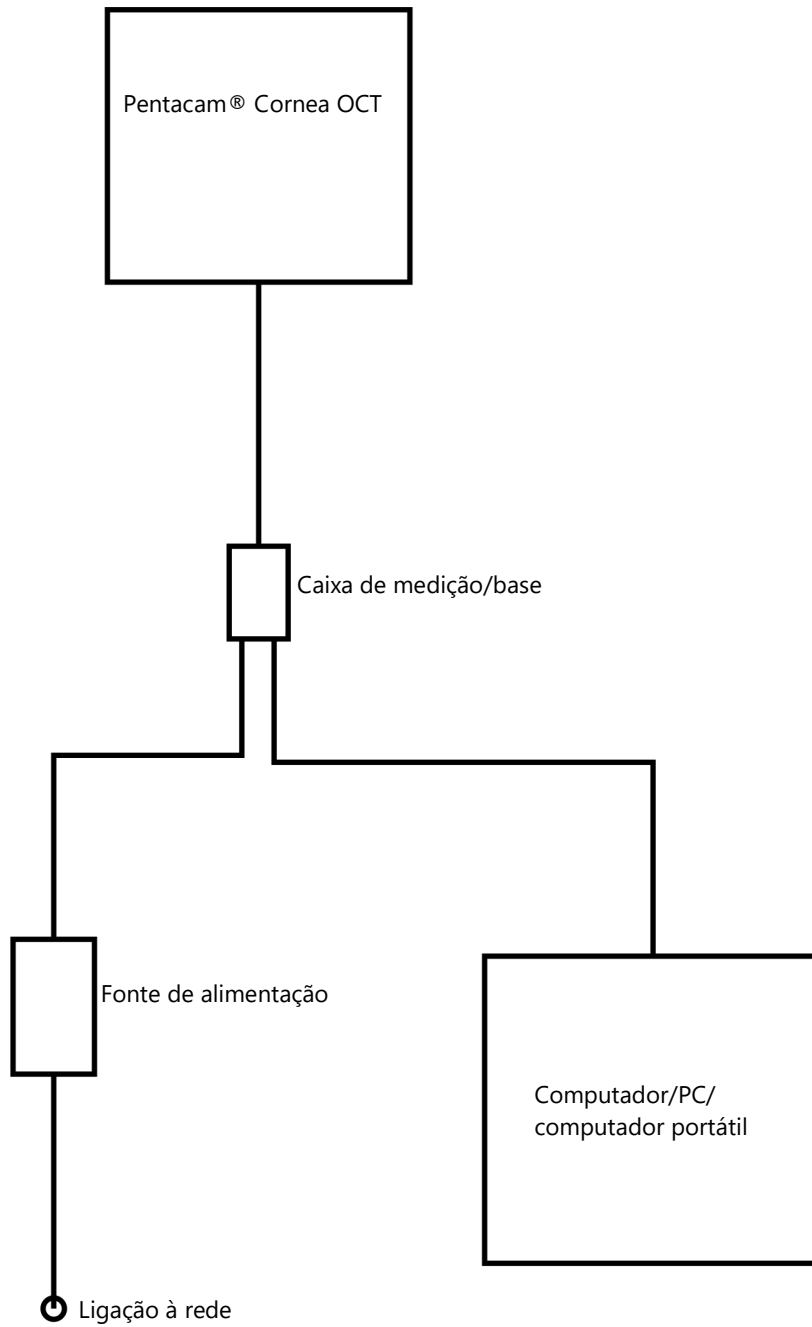 Pentacam® Cornea OCT
Caixa de medição/base
Fonte de alimentação
Computador/PC/
computador portátil
Ligação à rede